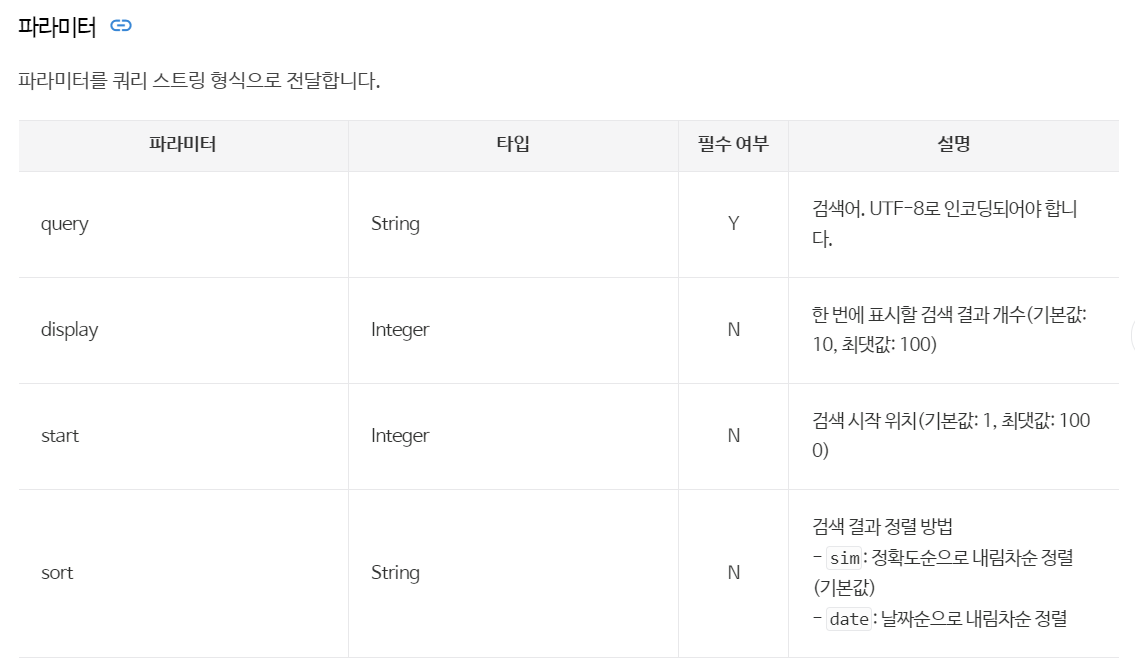 파라미터
파라미터를 쿼리 스트링 형식으로 전달합니다.
파라미터 타입 필수 여부 설명
query String Y 검색어. UTF-8로 인코딩되어야 합니
다.
display Integer N 한 번에 표시할 검색 결과 개수(기본값:
10, 최댓값: 100)
start Integer N 검색 시작 위치(기본값: 1, 최댓값: 100
0)
sort String N 검색 결과 정렬 방법
- sim: 정확도순으로 내림차순 정렬
(기본값)
- date: 날짜순으로 내림차순 정렬